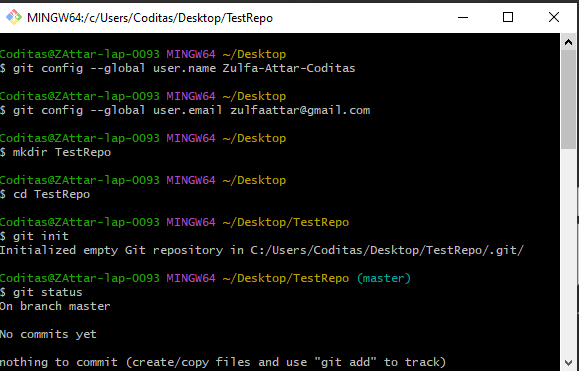 MINGW64:/c/Users/Coditas/Desktop/TestRepo
Coditas@ZAttar-lap-0093 MINGW64 ~/Desktop
$ git config --global user.name Zulfa-Attar-Coditas
Coditas@ZAttar-lap-0093 MINGW64 ~/Desktop
$ git config --global user.email zulfaattar@gmail.com
Coditas@ZAttar-lap-0093 MINGW64 ~/Desktop
$ mkdir TestRepo
Coditas@ZAttar-lap-0093 MINGW64 ~/Desktop
$ cd TestRepo
Coditas@ZAttar-lap-0093 MINGW64 ~/Desktop/TestRepo
$ git init
Initialized empty Git repository in C:/Users/Coditas/Desktop/TestRepo/.git/
Coditas@ZAttar-lap-0093 MINGW64 ~/Desktop/TestRepo (master)
$ git status
On branch master
No commits yet
nothing to commit (create/copy files and use "git add" to track)